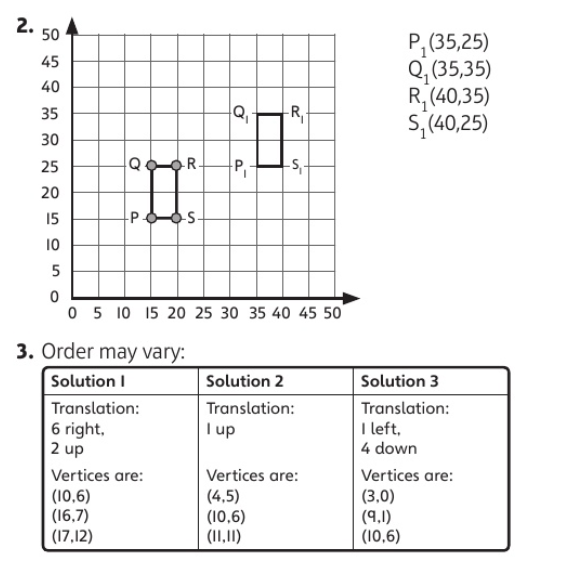 2.
50
45
40
35
30
25
20
15
10
5
0
0 5 10 15 20 25 30 35 40 45 50
Q₁ R₁
Q R P₁ S₁
P S
P₁(35,25)
Q₁(35,35)
R₁(40,35)
S₁(40,25)
3. Order may vary:
Solution 1
Translation:
6 right,
2 up
Vertices are:
(10,6)
(16,7)
(17,12)
Solution 2
Translation:
1 up
Vertices are:
(4,5)
(10,6)
(11,11)
Solution 3
Translation:
1 left,
4 down
Vertices are:
(3,0)
(9,1)
(10,6)